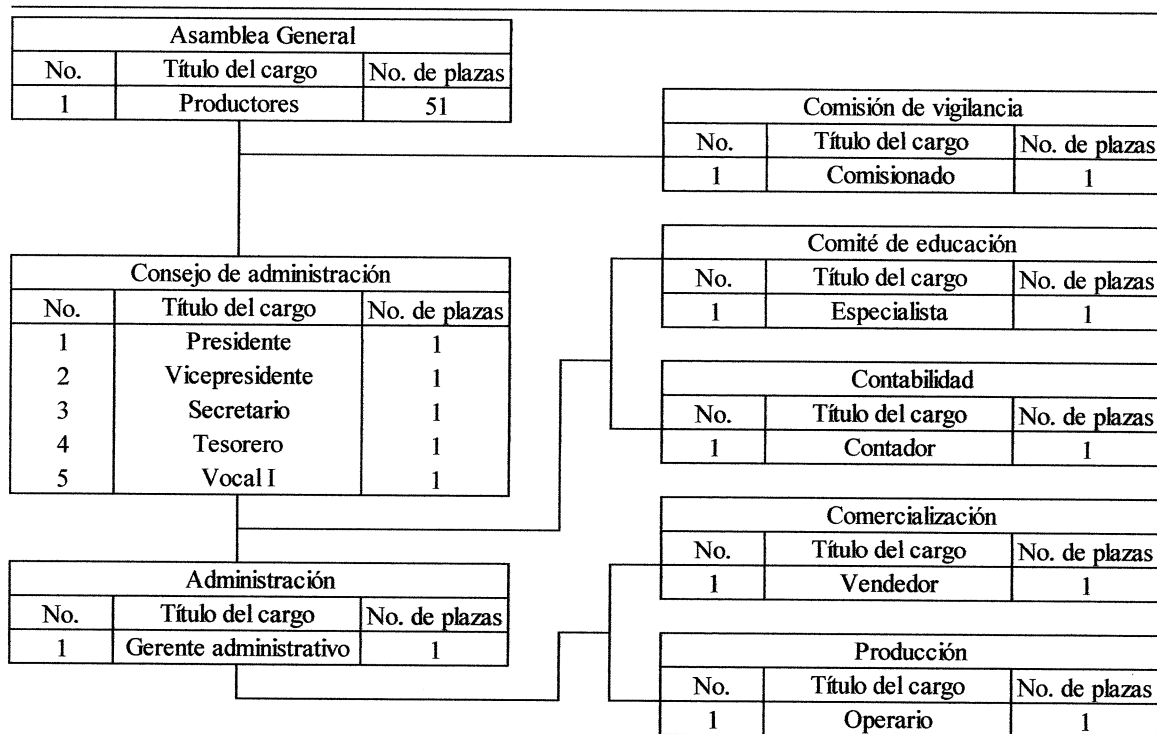 Asamblea General
No. Título del cargo No. de plazas
1 Productores 51
Comisión de vigilancia
No. Título del cargo No. de plazas
1 Comisionado 1
Consejo de administración
No. Título del cargo No. de plazas
1 Presidente 1
2 Vicepresidente 1
3 Secretario 1
4 Tesorero 1
5 Vocal I 1
Comité de educación
No. Título del cargo No. de plazas
1 Especialista 1
Contabilidad
No. Título del cargo No. de plazas
1 Contador 1
Administración
No. Título del cargo No. de plazas
1 Gerente administrativo 1
Comercialización
No. Título del cargo No. de plazas
1 Vendedor 1
Producción
No. Título del cargo No. de plazas
1 Operario 1